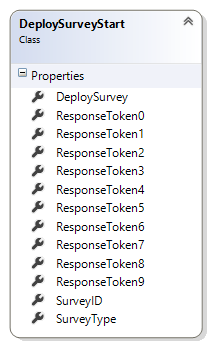 DeploySurveyStart
Class
Properties
DeploySurvey
ResponseToken0
ResponseToken1
ResponseToken2
ResponseToken3
ResponseToken4
ResponseToken5
ResponseToken6
ResponseToken7
ResponseToken8
ResponseToken9
SurveyID
SurveyType